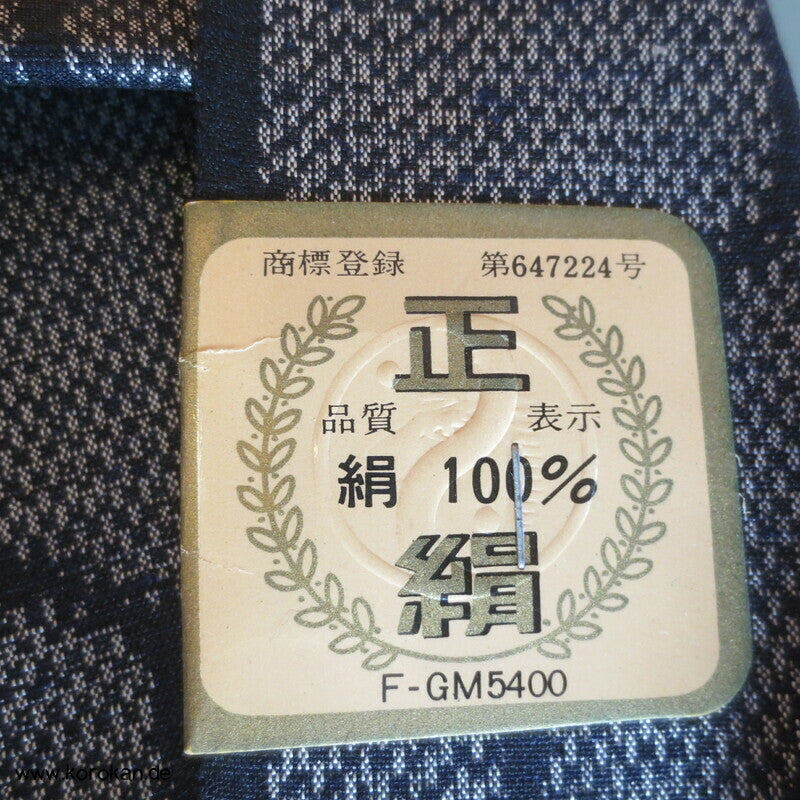 商標登録 第647224号
正
品質 表示
絹 100%
絹
F-GM5400
www.korokan.de